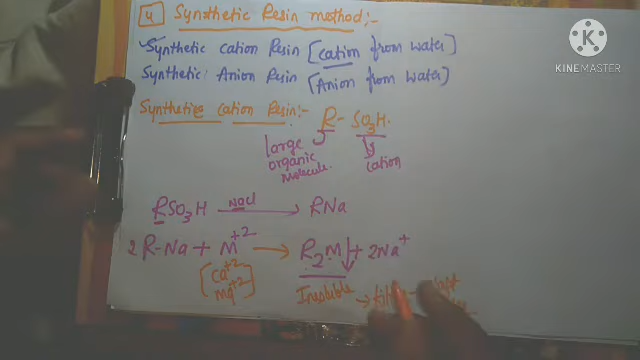 4 Synthetic Resin method:-
Synthetic cation Resin [cation from water]
Synthetic Anion Resin [Anion from water]
Synthetic cation Resin:-
R - SO3H.
large organic Molecule.
cation
RSO3H NaCl → RNa
2 R-Na + M+2 → R2M↓ + 2Na+
[Ca+2
Mg+2]
Insoluble →
KINEMASTER